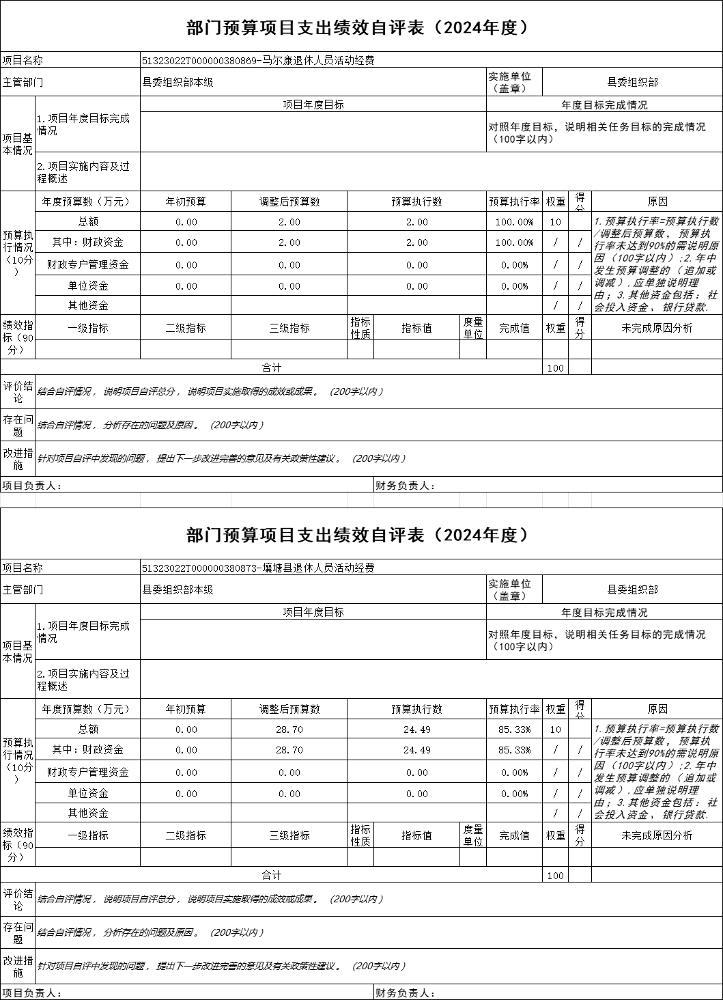 部门预算项目支出绩效自评表（2024年度）
项目名称 51323022T000000380869-马尔康退休人员活动经费
主管部门 县委组织部本级 实施单位（盖章） 县委组织部
项目基本情况 1.项目年度目标完成情况 项目年度目标 年度目标完成情况
对照年度目标，说明相关任务目标的完成情况（100字以内）
2.项目实施内容及过程概述
预算执行情况（10分） 年度预算数（万元） 年初预算 调整后预算数 预算执行数 预算执行率 权重 得分 原因
总额 0.00 2.00 2.00 100.00% 10
其中：财政资金 0.00 2.00 2.00 100.00% / /
财政专户管理资金 0.00 0.00 0.00 0.00% / /
单位资金 0.00 0.00 0.00 0.00% / /
其他资金 / /
1.预算执行率=预算执行数/调整后预算数，预算执行率未达到90%的需说明原因（100字以内）;2.年中发生预算调整的（追加或调减）,应单独说明理由；3.其他资金包括：社会投入资金、银行贷款.
绩效指标（90分） 一级指标 二级指标 三级指标 指标性质 指标值 度量单位 完成值 权重 得分 未完成原因分析
合计 100
评价结论 结合自评情况，说明项目自评总分，说明项目实施取得的成效或成果。（200字以内）
存在问题 结合自评情况，分析存在的问题及原因。（200字以内）
改进措施 针对项目自评中发现的问题，提出下一步改进完善的意见及有关政策性建议。（200字以内）
项目负责人： 财务负责人：
部门预算项目支出绩效自评表（2024年度）
项目名称 51323022T000000380873-壤塘县退休人员活动经费
主管部门 县委组织部本级 实施单位（盖章） 县委组织部
项目基本情况 1.项目年度目标完成情况 项目年度目标 年度目标完成情况
对照年度目标，说明相关任务目标的完成情况（100字以内）
2.项目实施内容及过程概述
预算执行情况（10分） 年度预算数（万元） 年初预算 调整后预算数 预算执行数 预算执行率 权重 得分 原因
总额 0.00 28.70 24.49 85.33% 10
其中：财政资金 0.00 28.70 24.49 85.33% / /
财政专户管理资金 0.00 0.00 0.00 0.00% / /
单位资金 0.00 0.00 0.00 0.00% / /
其他资金 / /
1.预算执行率=预算执行数/调整后预算数，预算执行率未达到90%的需说明原因（100字以内）;2.年中发生预算调整的（追加或调减）,应单独说明理由；3.其他资金包括：社会投入资金、银行贷款.
绩效指标（90分） 一级指标 二级指标 三级指标 指标性质 指标值 度量单位 完成值 权重 得分 未完成原因分析
合计 100
评价结论 结合自评情况，说明项目自评总分，说明项目实施取得的成效或成果。（200字以内）
存在问题 结合自评情况，分析存在的问题及原因。（200字以内）
改进措施 针对项目自评中发现的问题，提出下一步改进完善的意见及有关政策性建议。（200字以内）
项目负责人： 财务负责人：